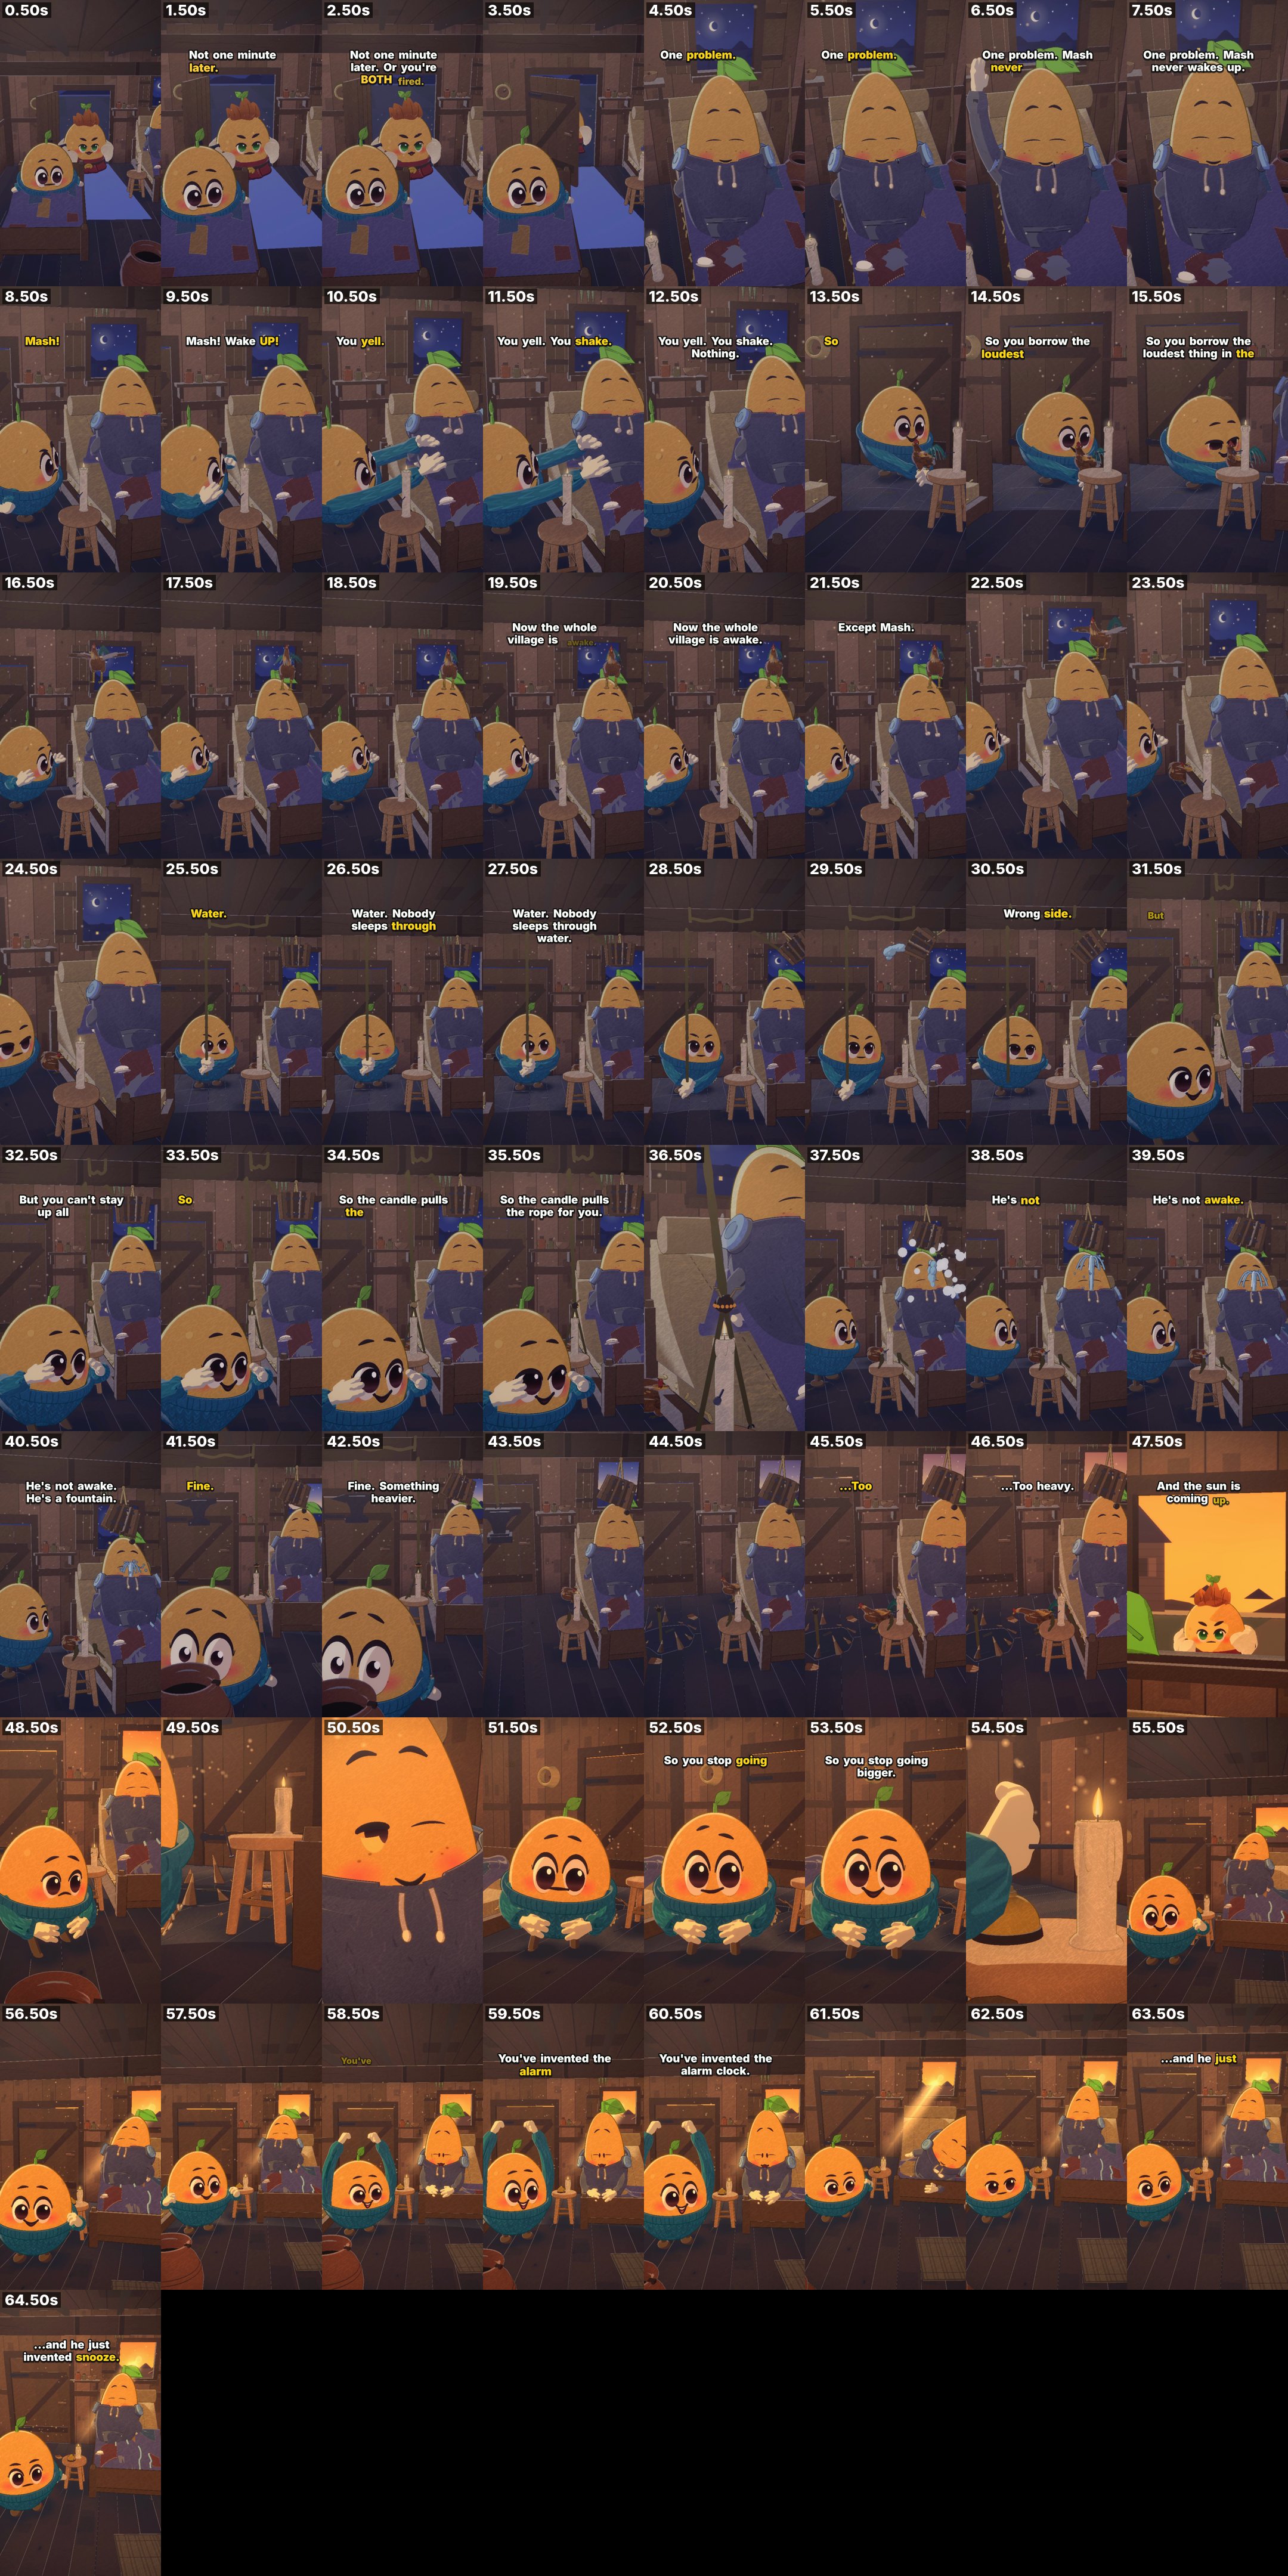 0.50s
1.50s
Not one minute
later.
2.50s
Not one minute
later. Or you're
BOTH fired.
3.50s
4.50s
One problem.
5.50s
One problem.
6.50s
One problem. Mash
never
7.50s
One problem. Mash
never wakes up.
8.50s
Mash!
9.50s
Mash! Wake UP!
10.50s
You yell.
11.50s
You yell. You shake.
12.50s
You yell. You shake.
Nothing.
13.50s
So
14.50s
So you borrow the
loudest
15.50s
So you borrow the
loudest thing in the
16.50s
17.50s
18.50s
19.50s
Now the whole
village is awake.
20.50s
Now the whole
village is awake.
21.50s
Except Mash.
22.50s
23.50s
24.50s
25.50s
Water.
26.50s
Water. Nobody
sleeps through
27.50s
Water. Nobody
sleeps through
water.
28.50s
29.50s
30.50s
Wrong side.
31.50s
But
32.50s
But you can't stay
up all
33.50s
So
34.50s
So the candle pulls
the
35.50s
So the candle pulls
the rope for you.
36.50s
37.50s
38.50s
He's not
39.50s
He's not awake.
40.50s
He's not awake.
He's a fountain.
41.50s
Fine.
42.50s
Fine. Something
heavier.
43.50s
44.50s
45.50s
...Too
46.50s
...Too heavy.
47.50s
And the sun is
coming up.
48.50s
49.50s
50.50s
51.50s
52.50s
So you stop going
53.50s
So you stop going
bigger.
54.50s
55.50s
56.50s
57.50s
58.50s
You've
59.50s
You've invented the
alarm
60.50s
You've invented the
alarm clock.
61.50s
62.50s
63.50s
...and he just
64.50s
...and he just
invented snooze.